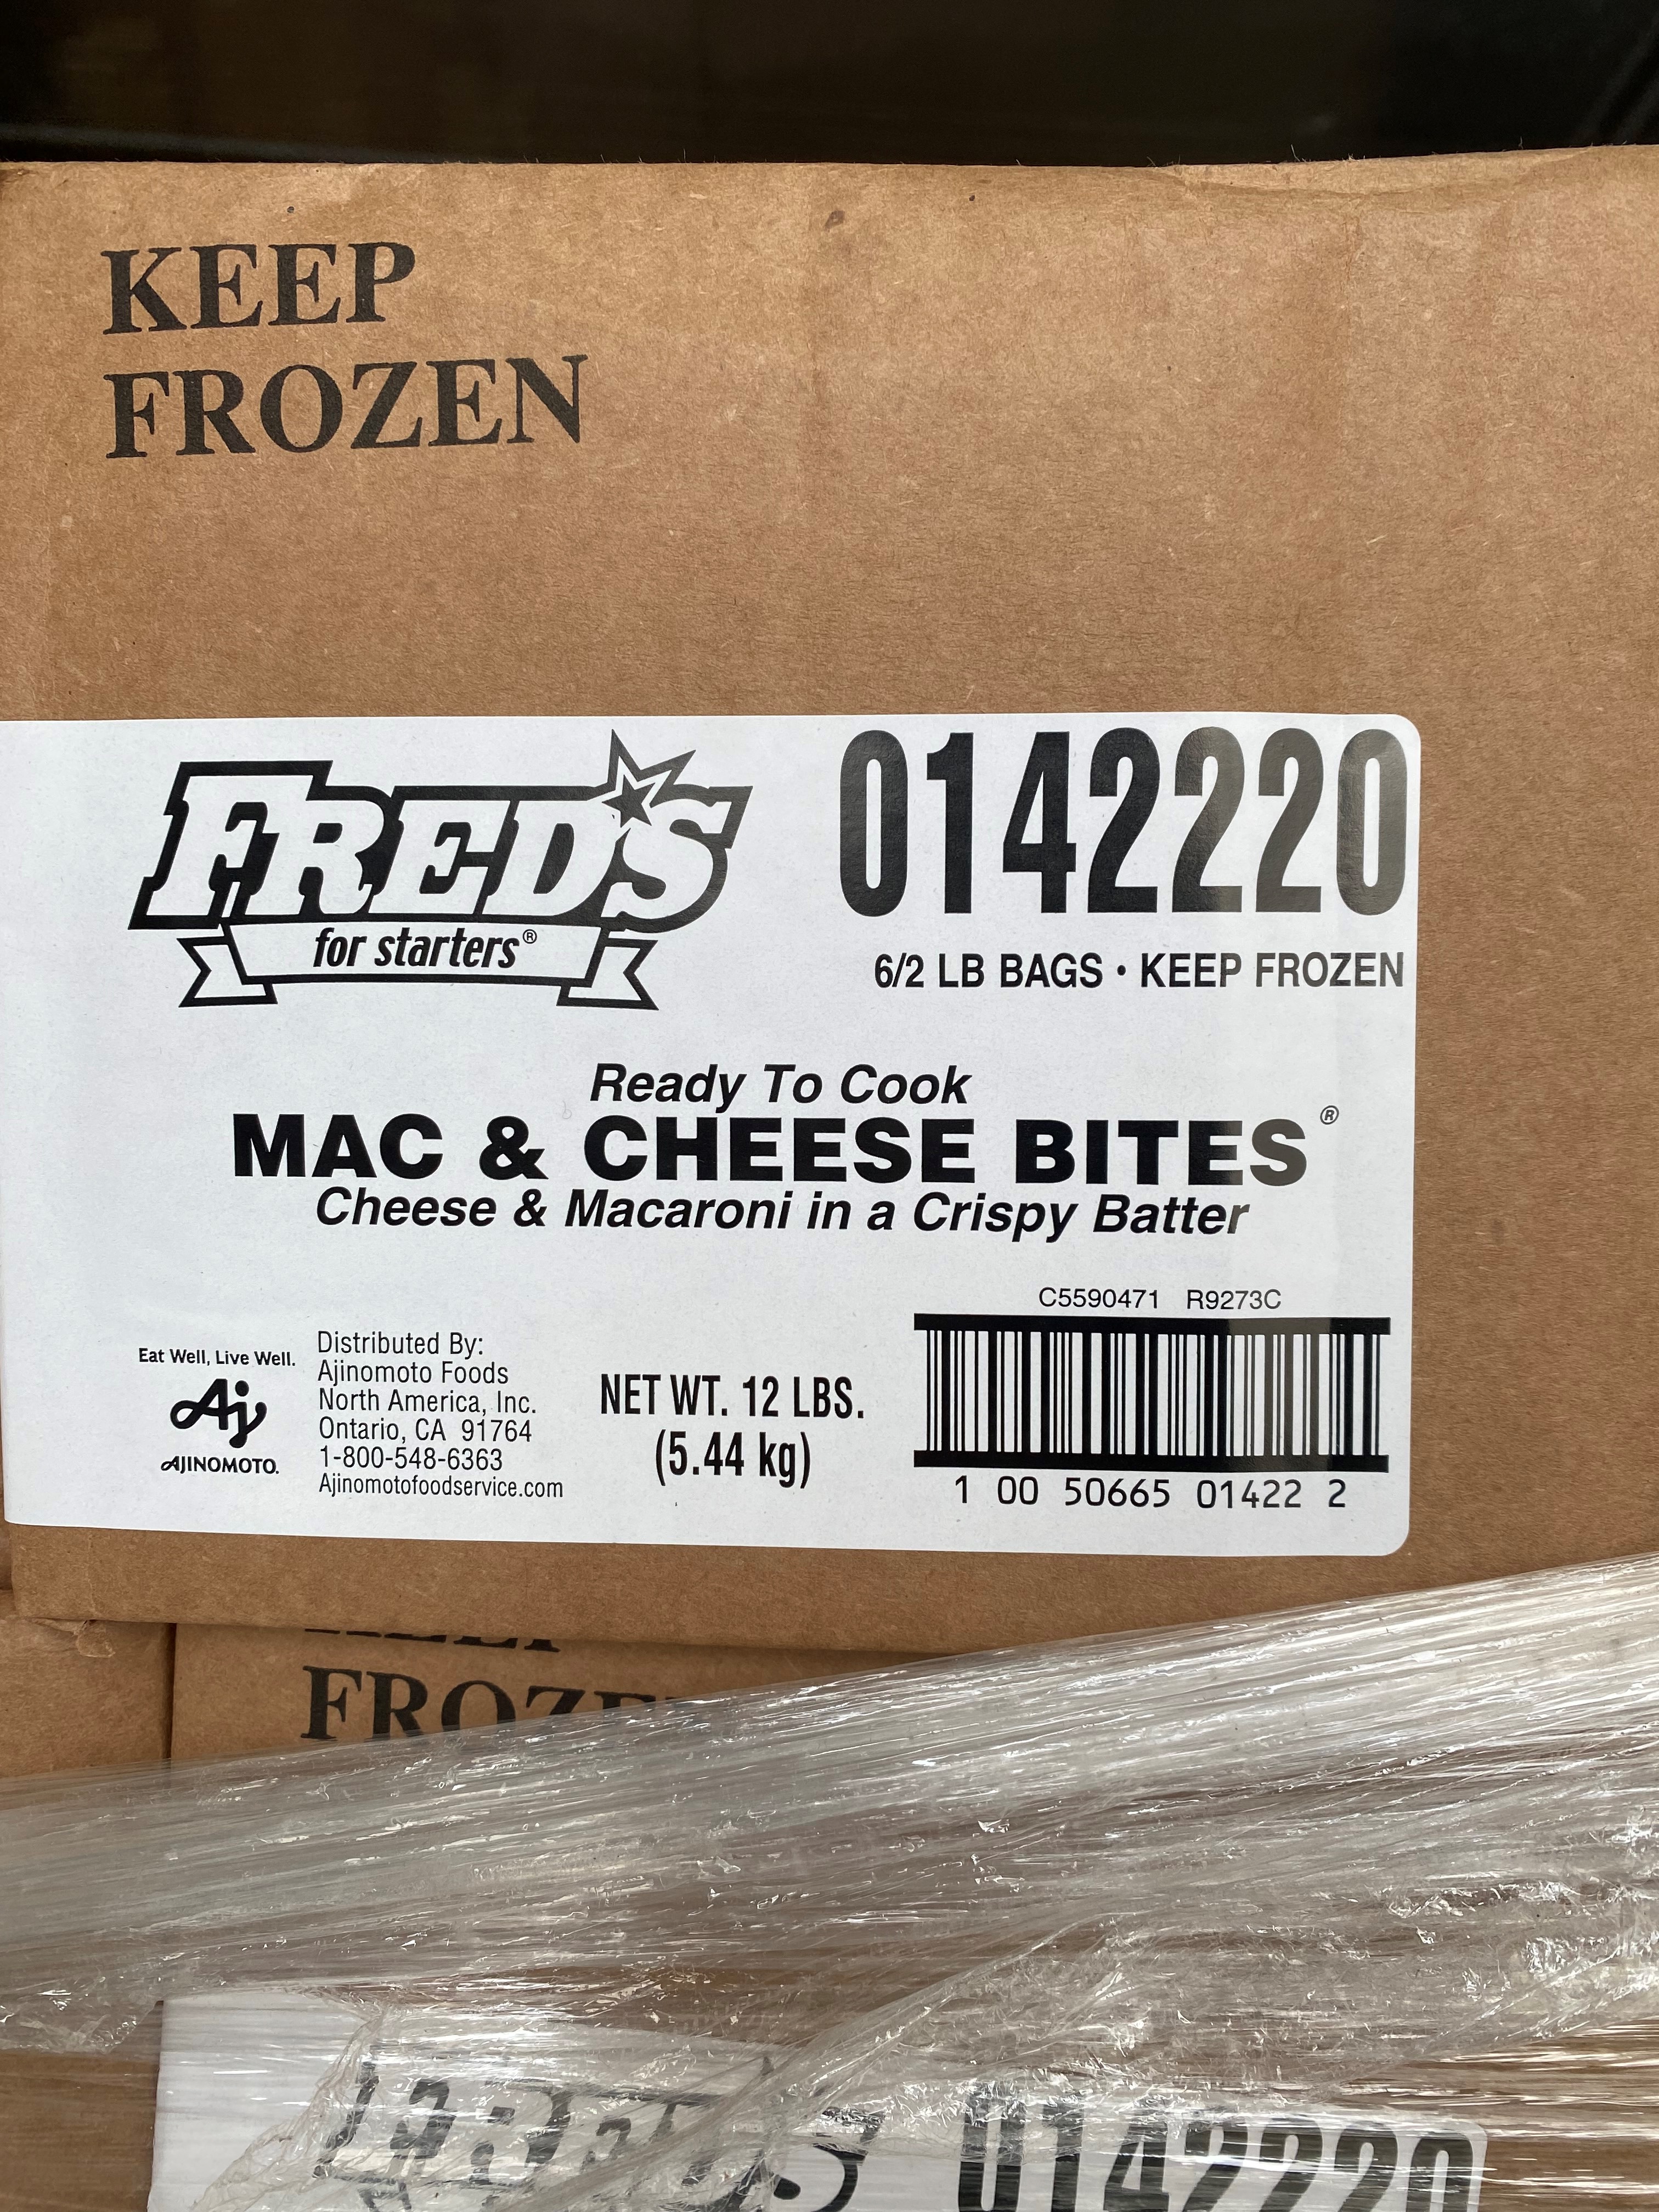 KEEP
FROZEN
FRED'S
for starters®
0142220
6/2 LB BAGS • KEEP FROZEN
Ready To Cook
MAC & CHEESE BITES®
Cheese & Macaroni in a Crispy Batter
C5590471 R9273C
Eat Well, Live Well.
Aj
AJINOMOTO.
Distributed By:
Ajinomoto Foods
North America, Inc.
Ontario, CA 91764
1-800-548-6363
Ajinomotofoodservice.com
NET WT. 12 LBS.
(5.44 kg)
1 00 50665 01422 2
KEEP
FROZEN
FRED'S
0142220